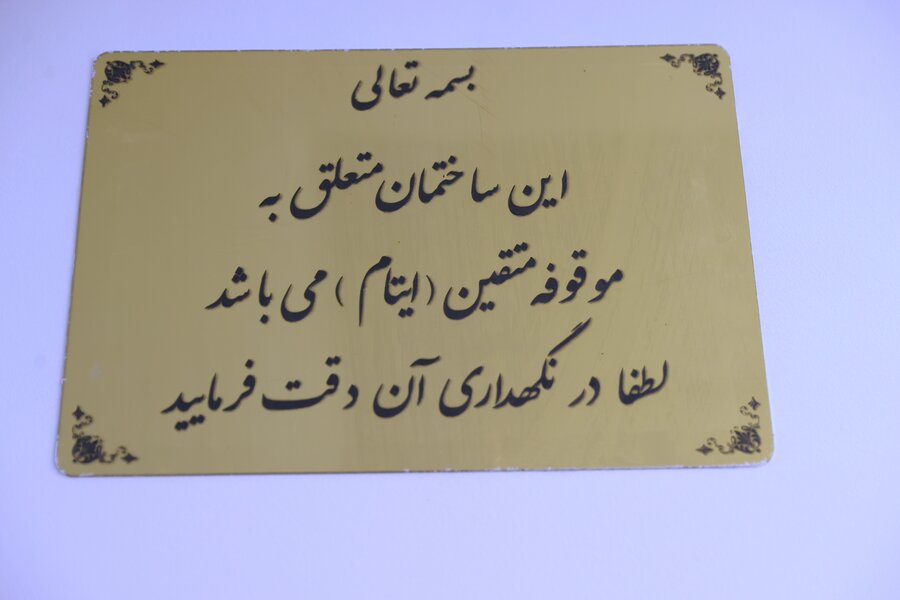 بسمه تعالی
این ساختمان متعلق به
موقوفه متقین (ایتام) می باشد
لطفا در نگهداری آن دقت فرمایید